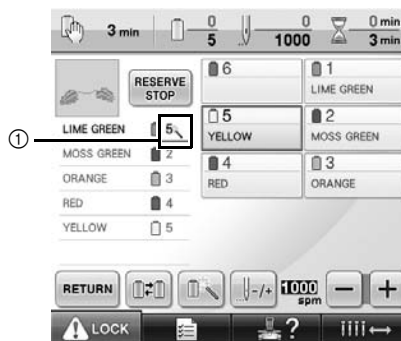 3 min 0 5 0 1000 0 min 3 min
RESERVE STOP
① LIME GREEN 5
MOSS GREEN 2
ORANGE 3
RED 4
YELLOW 5
6
1 LIME GREEN
5 YELLOW
2 MOSS GREEN
4 RED
3 ORANGE
RETURN -/+ 1000 spm − +
LOCK ?